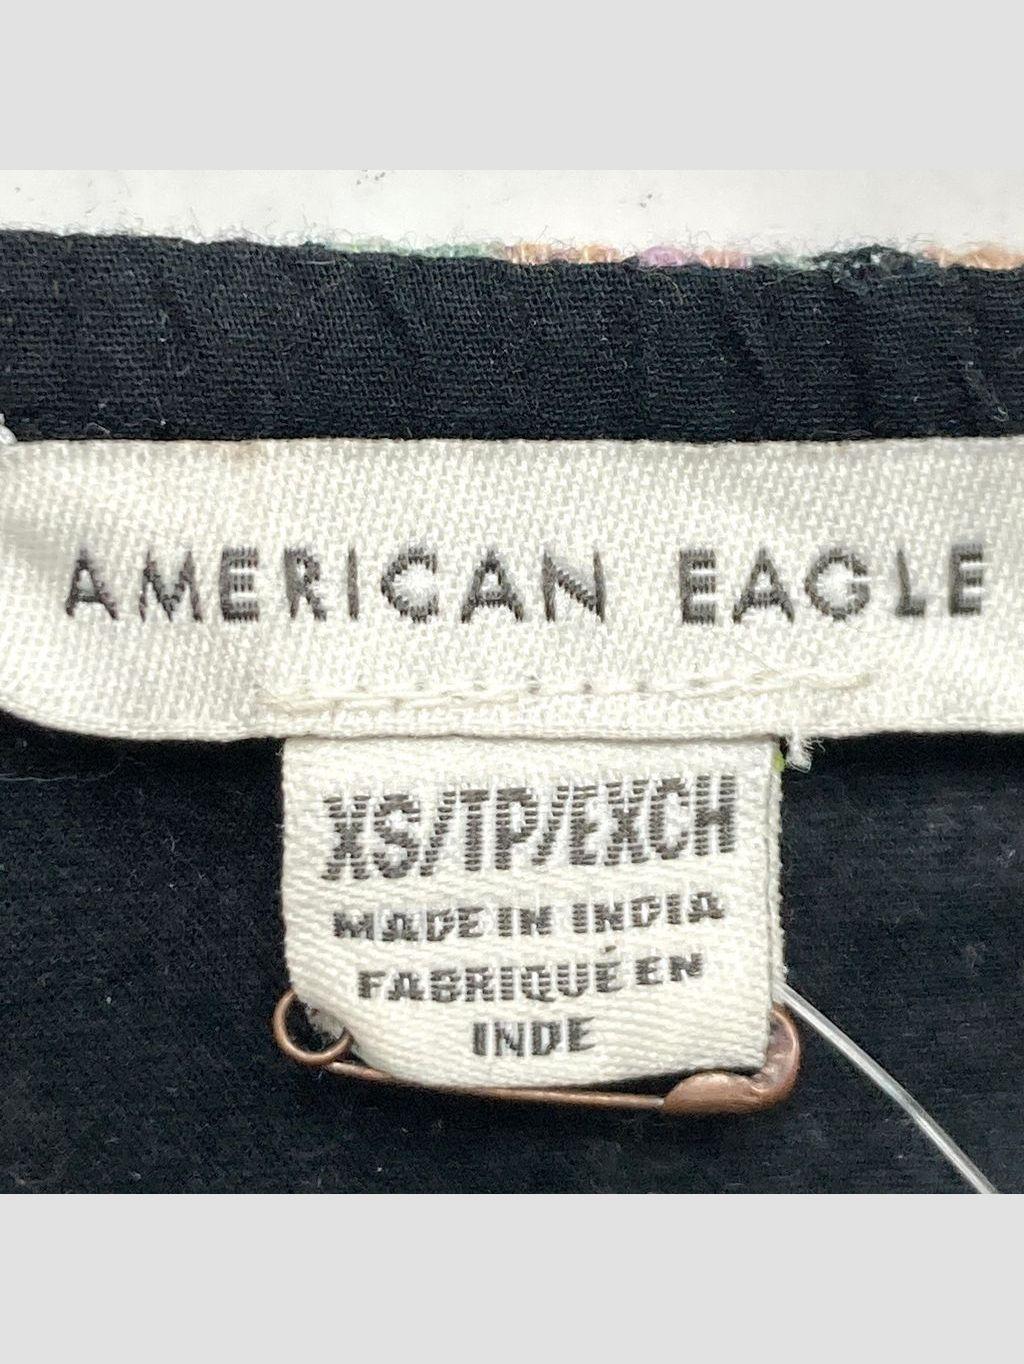 AMERICAN EAGLE
XS/TP/EXCH
MADE IN INDIA
FABRIQUÉ EN
INDE